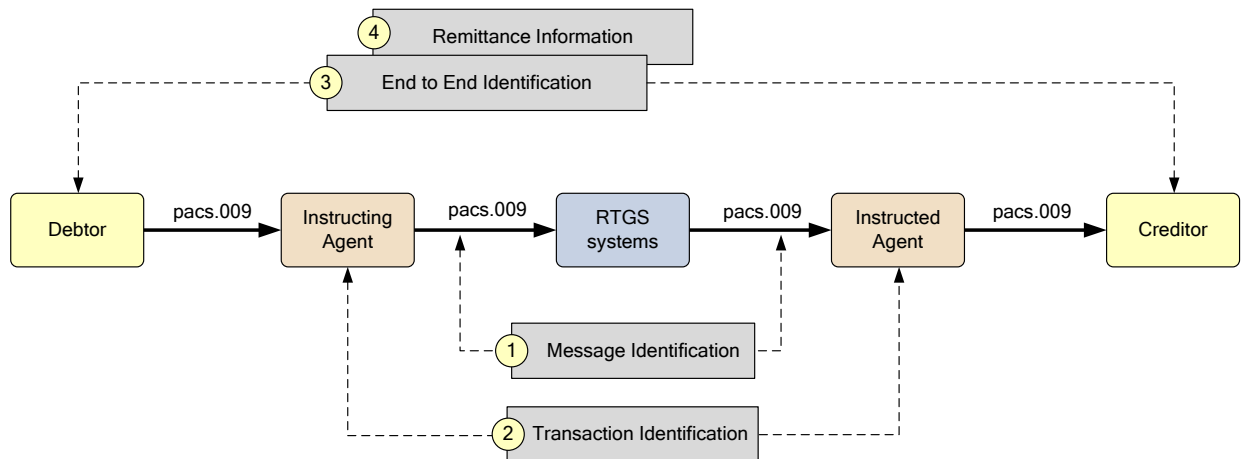 4
Remittance Information
3
End to End Identification
pacs.009
pacs.009
pacs.009
pacs.009
Debtor
Instructing
Agent
RTGS
systems
Instructed
Agent
Creditor
1
Message Identification
2
Transaction Identification